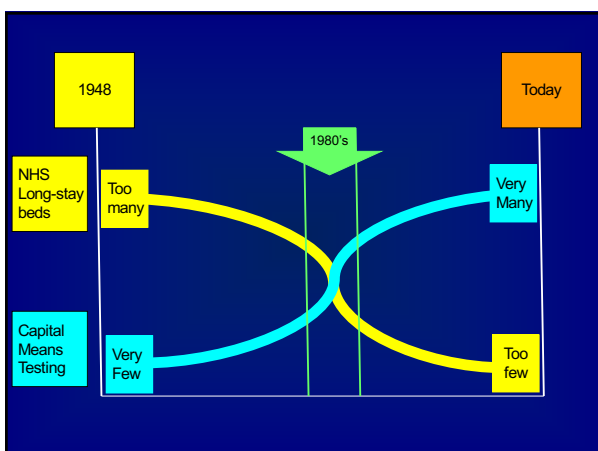 1948
Today
1980's
NHS
Long-stay
beds
Too
many
Very
Many
Capital
Means
Testing
Very
Few
Too
few